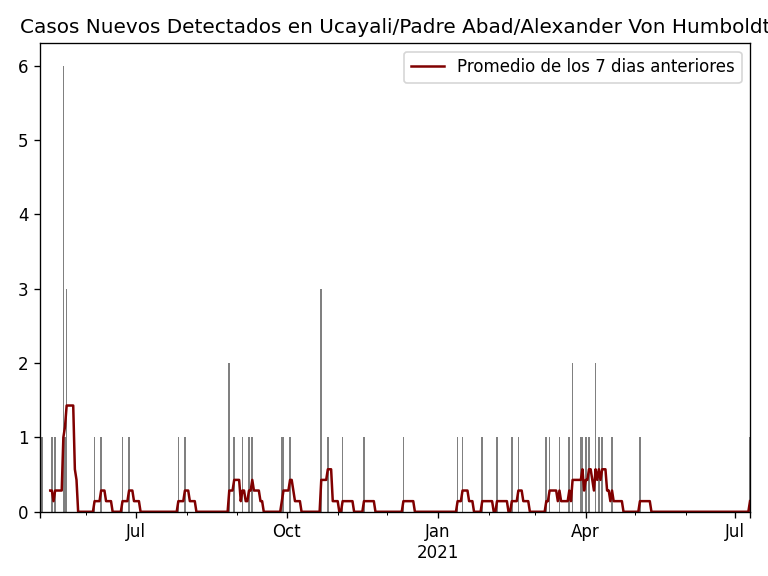 Casos Nuevos Detectados en Ucayali/Padre Abad/Alexander Von Humboldt
Promedio de los 7 dias anteriores
6
5
4
3
2
1
0
Jul
Oct
Jan
2021
Apr
Jul